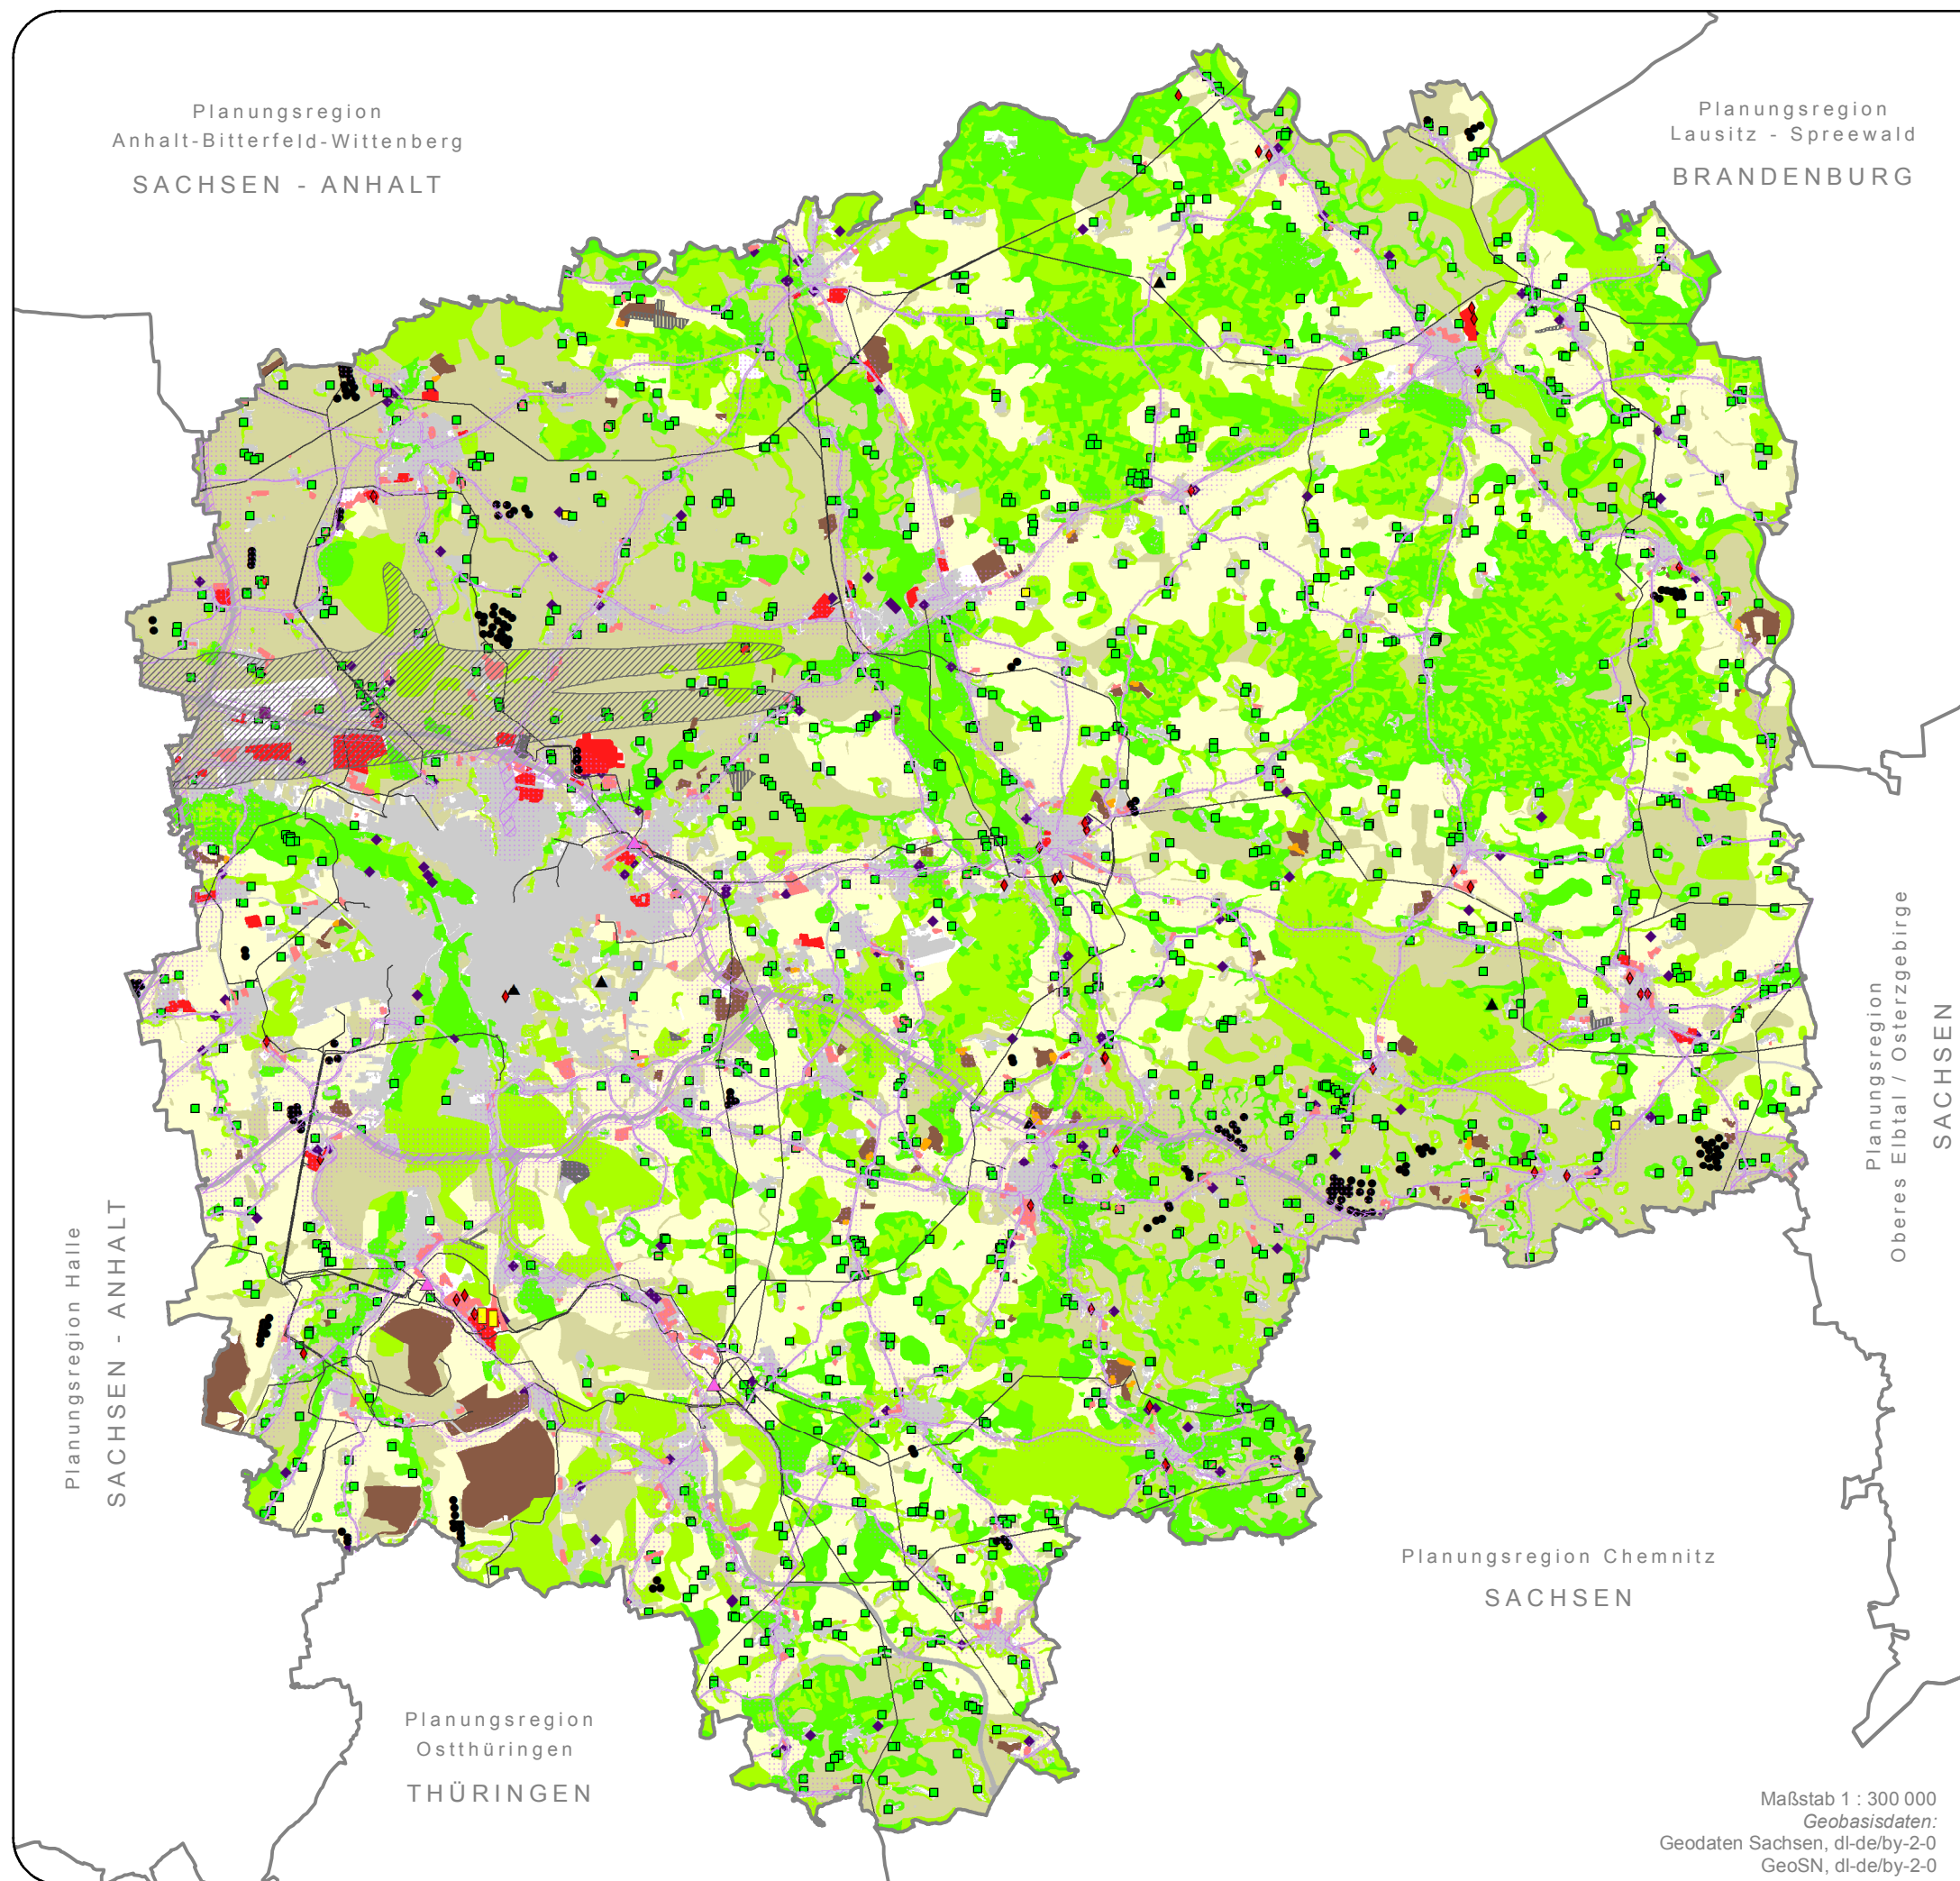 Planungsregion
Anhalt-Bitterfeld-Wittenberg
SACHSEN - ANHALT
Planungsregion
Lausitz - Spreewald
BRANDENBURG
Planungsregion
Oberes Elbtal / Osterzgebirge
SACHSEN
Planungsregion Halle
SACHSEN - ANHALT
Planungsregion Chemnitz
SACHSEN
Planungsregion
Ostthüringen
THÜRINGEN
Maßstab 1 : 300 000
Geobasisdaten:
Geodaten Sachsen, dl-de/by-2-0
GeoSN, dl-de/by-2-0